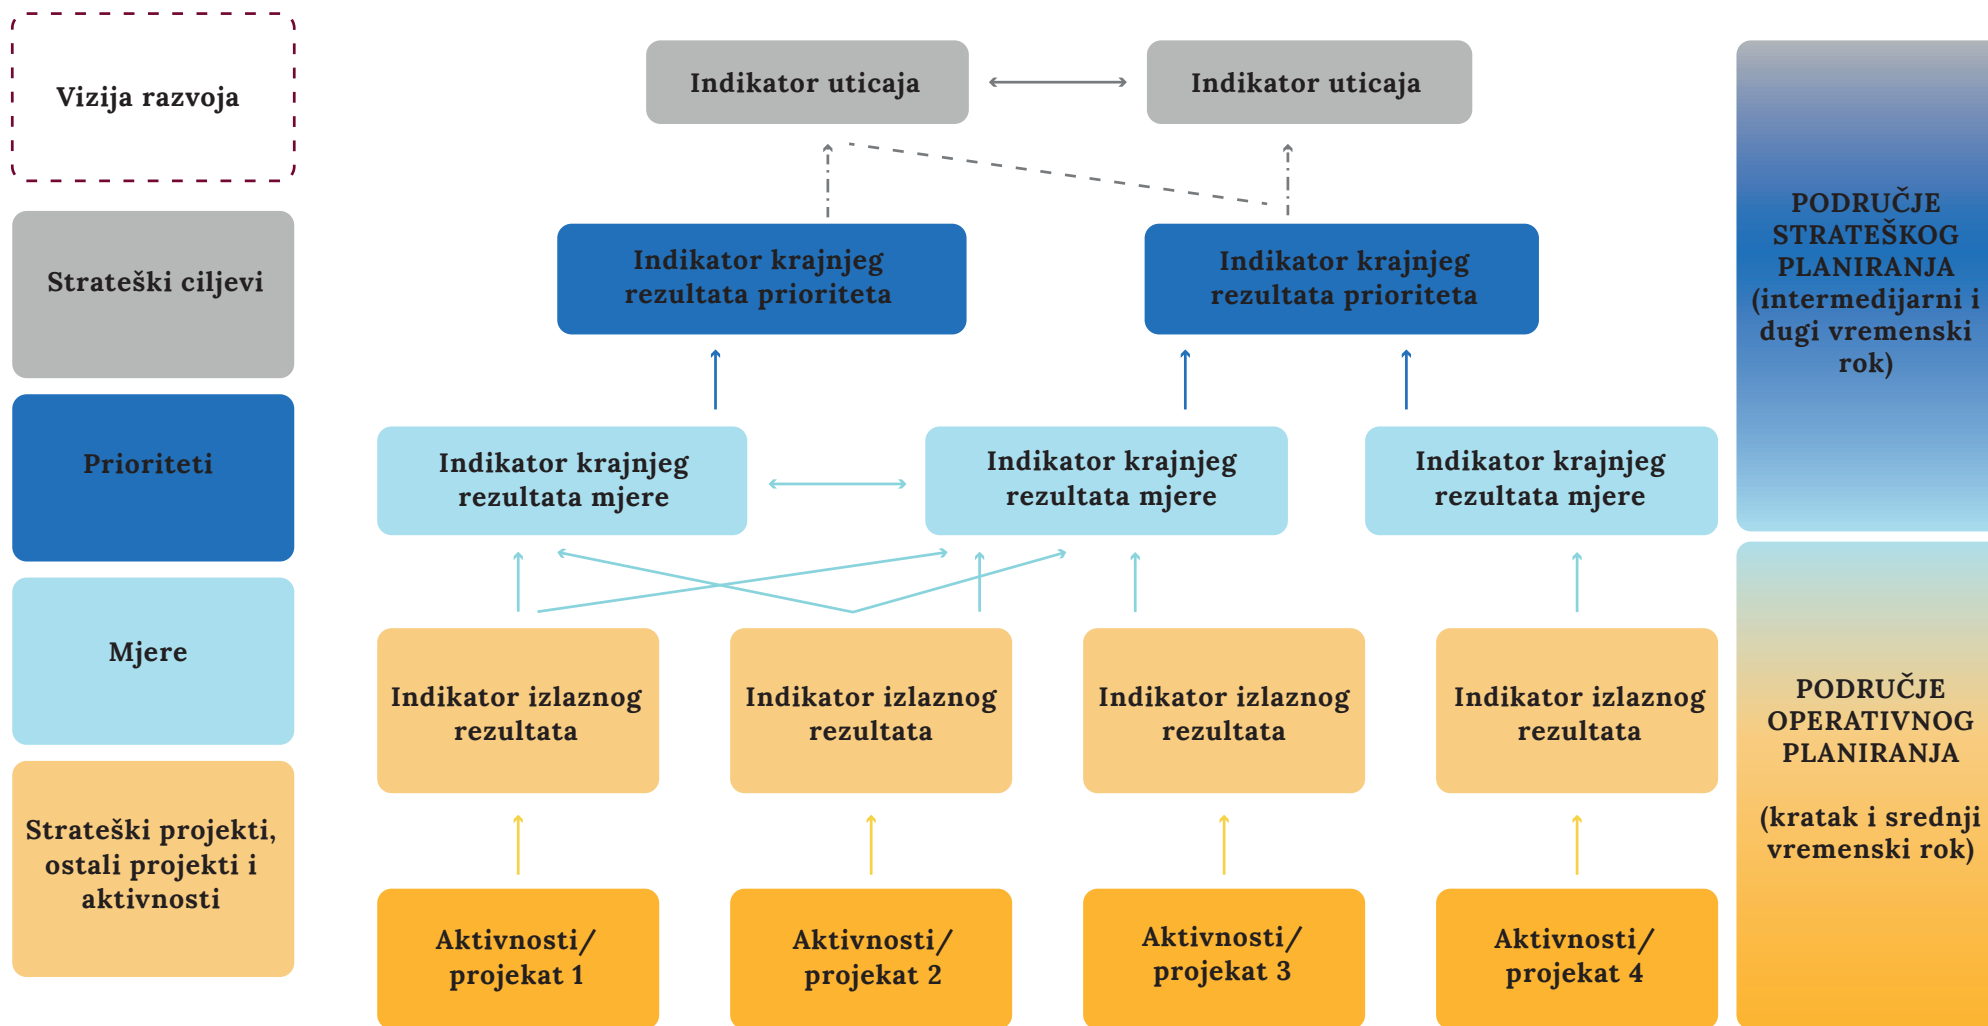 Vizija razvoja
Strateški ciljevi
Prioriteti
Mjere
Strateški projekti,
ostali projekti i
aktivnosti
Indikator uticaja
Indikator uticaja
Indikator krajnjeg
rezultata prioriteta
Indikator krajnjeg
rezultata prioriteta
Indikator krajnjeg
rezultata mjere
Indikator krajnjeg
rezultata mjere
Indikator krajnjeg
rezultata mjere
Indikator izlaznog
rezultata
Indikator izlaznog
rezultata
Indikator izlaznog
rezultata
Indikator izlaznog
rezultata
Aktivnosti/
projekat 1
Aktivnosti/
projekat 2
Aktivnosti/
projekat 3
Aktivnosti/
projekat 4
PODRUČJE
STRATEŠKOG
PLANIRANJA
(intermedijarni i
dugi vremenski
rok)
PODRUČJE
OPERATIVNOG
PLANIRANJA
(kratak i srednji
vremenski rok)